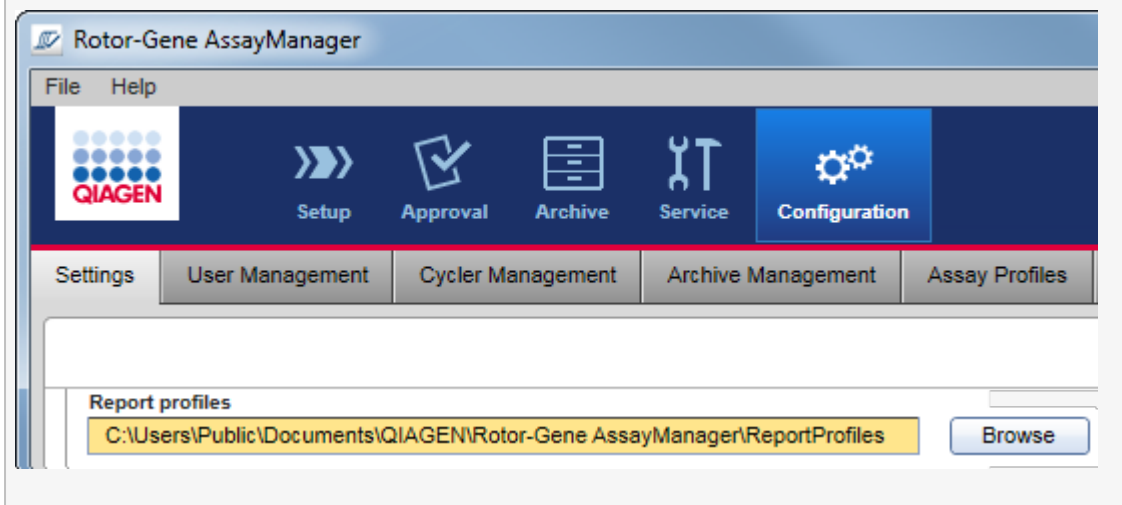 Rotor-Gene AssayManager
File Help
QIAGEN
Setup Approval Archive Service Configuration
Settings User Management Cycler Management Archive Management Assay Profiles
Report profiles
C:\Users\Public\Documents\QIAGEN\Rotor-Gene AssayManager\ReportProfiles Browse